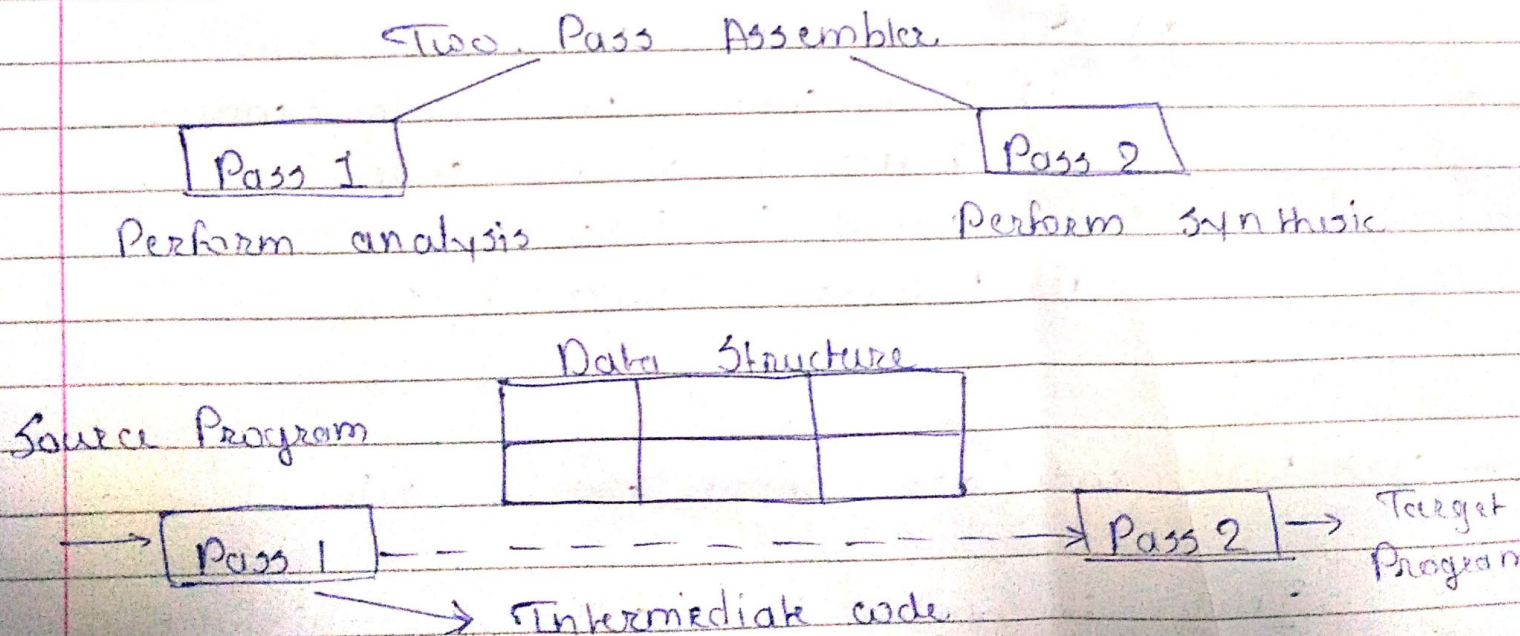 Two Pass Assembler
Pass 1
Pass 2
Perform analysis
Perform synthsic
Data Structure
Source Program
Pass 1
Pass 2
Target
Program
Intermediate code